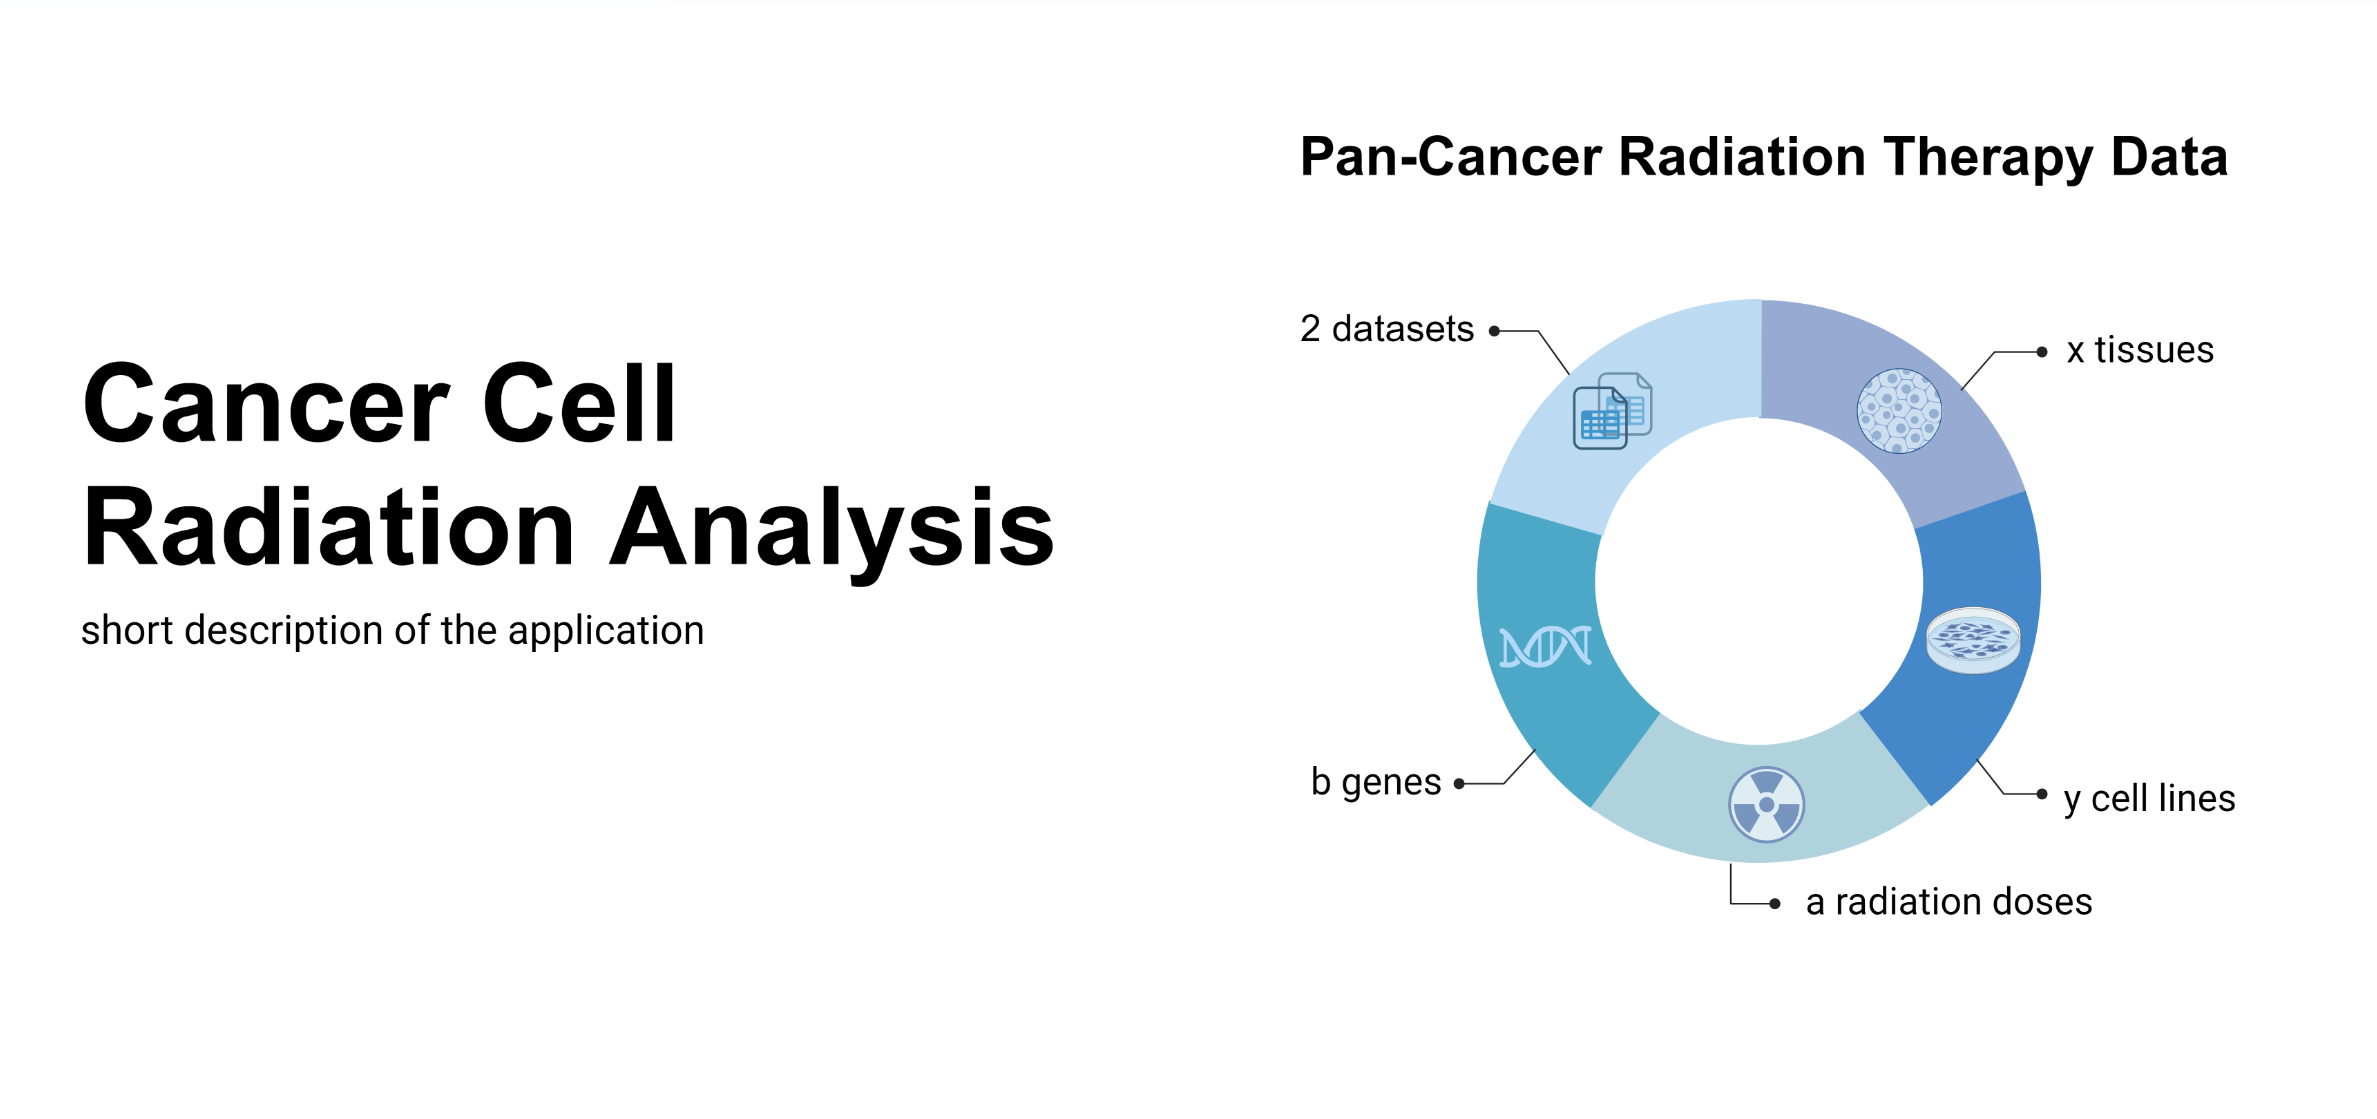 Cancer Cell
Radiation Analysis
short description of the application
Pan-Cancer Radiation Therapy Data
2 datasets
x tissues
b genes
y cell lines
a radiation doses